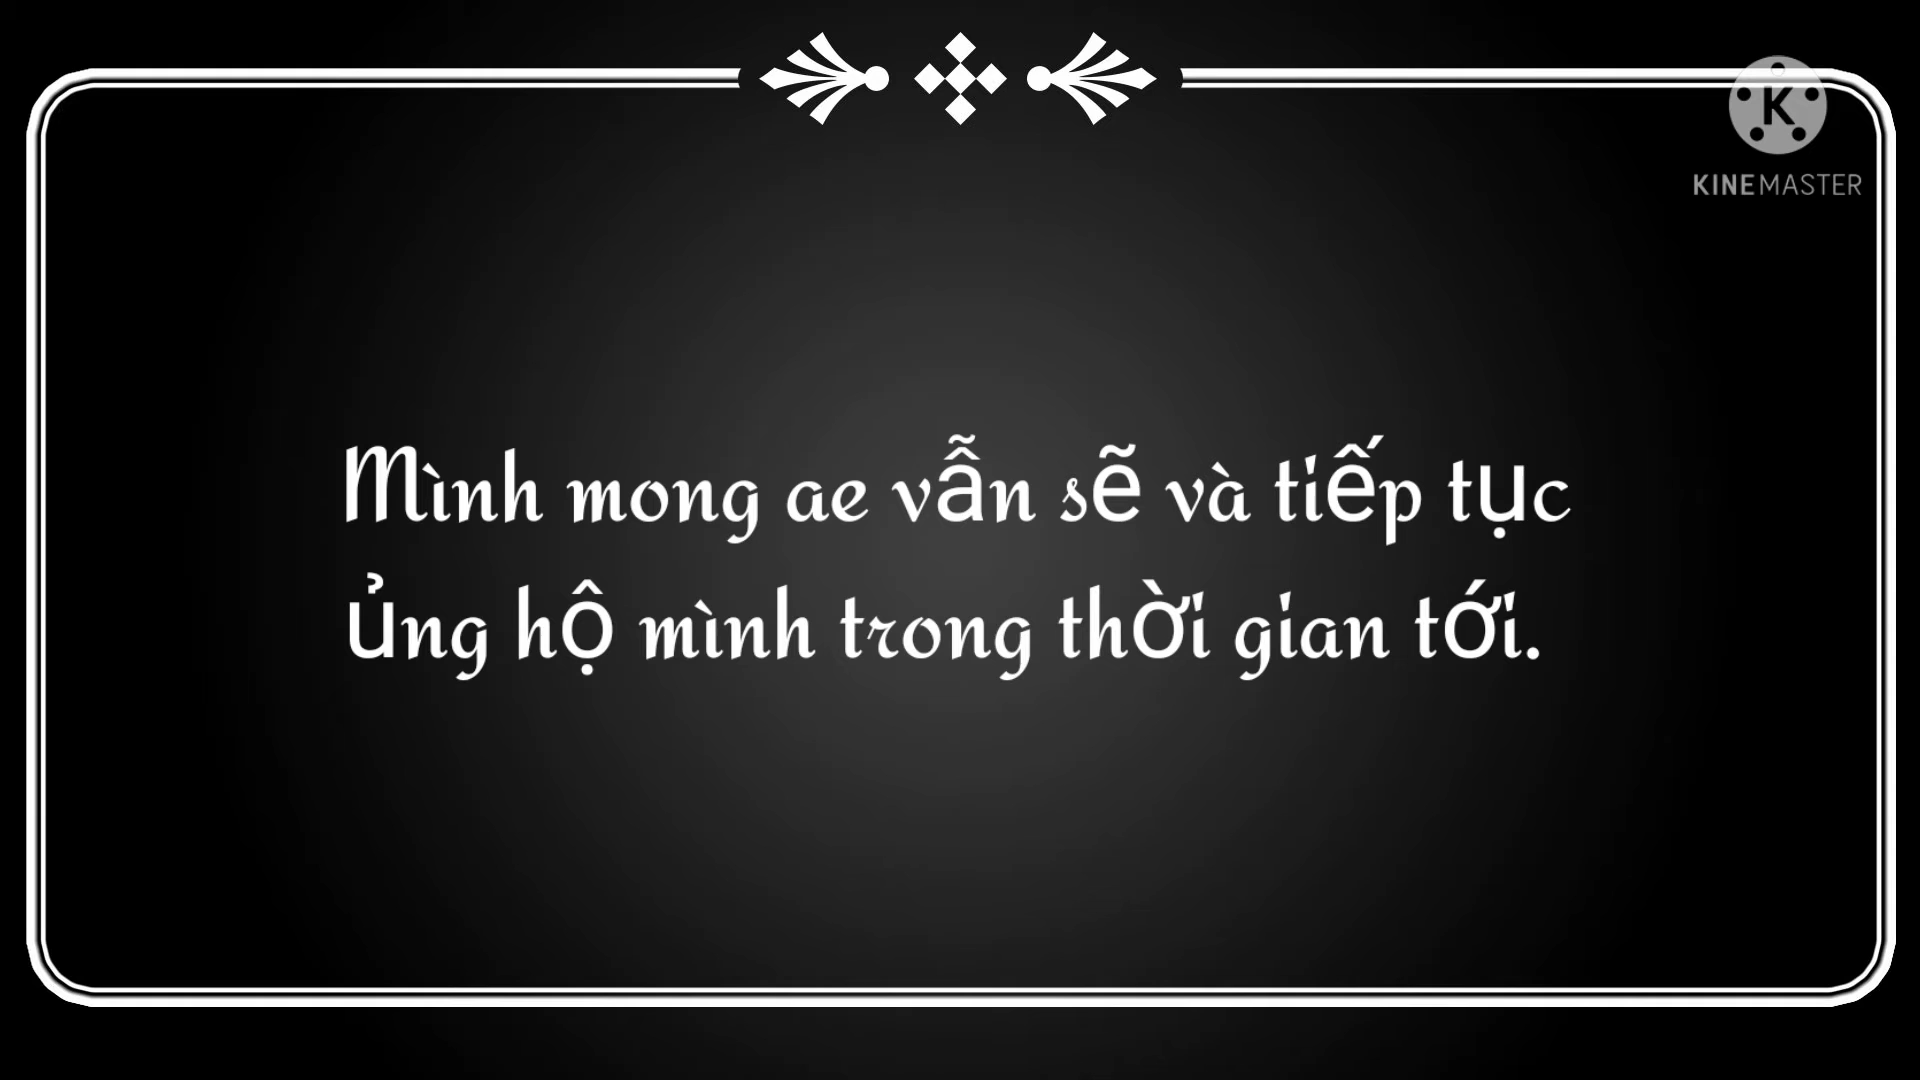 KINEMASTER
Mình mong ae vẫn sẽ và tiếp tục
ủng hộ mình trong thời gian tới.